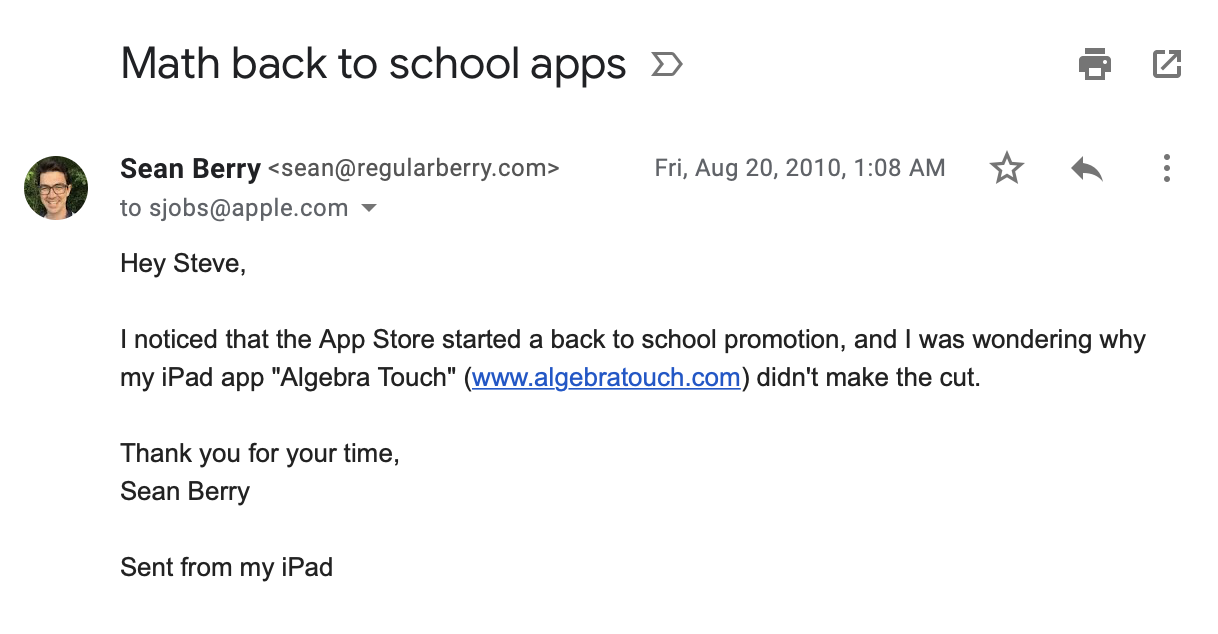 Math back to school apps
Sean Berry <sean@regularberry.com>
Fri, Aug 20, 2010, 1:08 AM
to sjobs@apple.com
Hey Steve,
I noticed that the App Store started a back to school promotion, and I was wondering why
my iPad app "Algebra Touch" (www.algebratouch.com) didn't make the cut.
Thank you for your time,
Sean Berry
Sent from my iPad